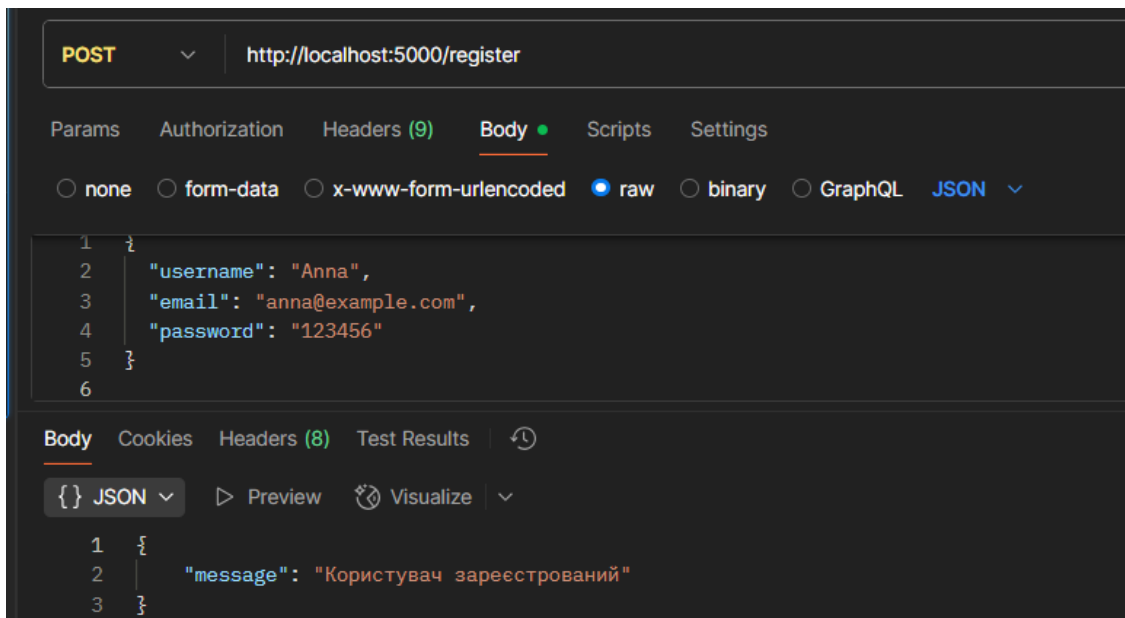 POST http://localhost:5000/register
Params Authorization Headers (9) Body Scripts Settings
none form-data x-www-form-urlencoded raw binary GraphQL JSON
1 {
2 "username": "Anna",
3 "email": "anna@example.com",
4 "password": "123456"
5 }
6
Body Cookies Headers (8) Test Results
{} JSON Preview Visualize
1 {
2 "message": "Користувач зареєстрований"
3 }